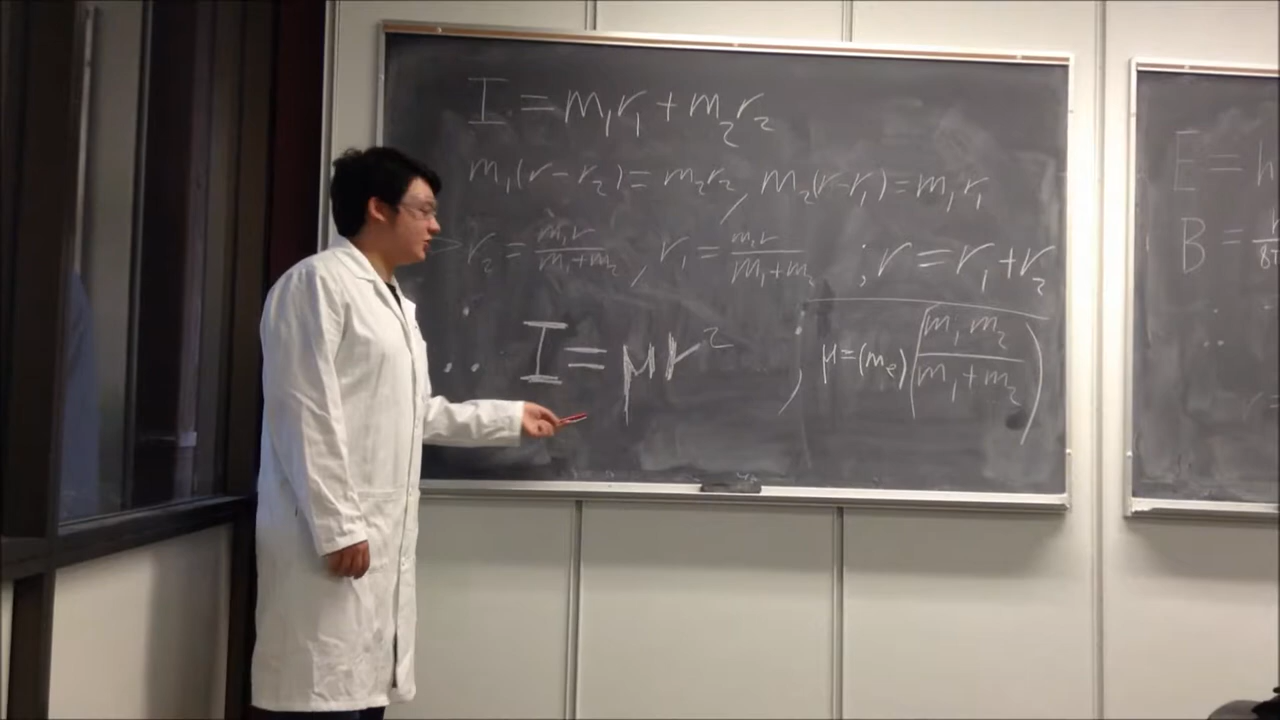 I = m₁r₁ + m₂r₂
m₁(r-r₂) = m₂r₂, m₂(r-r₁) = m₁r₁
> r₂ = m₁r/(m₁+m₂), r₁ = m₂r/(m₁+m₂) ; r = r₁+r₂
∴ I = μr² ; μ = (mₑ)(m₁m₂/(m₁+m₂))
E = h
B = h/8π